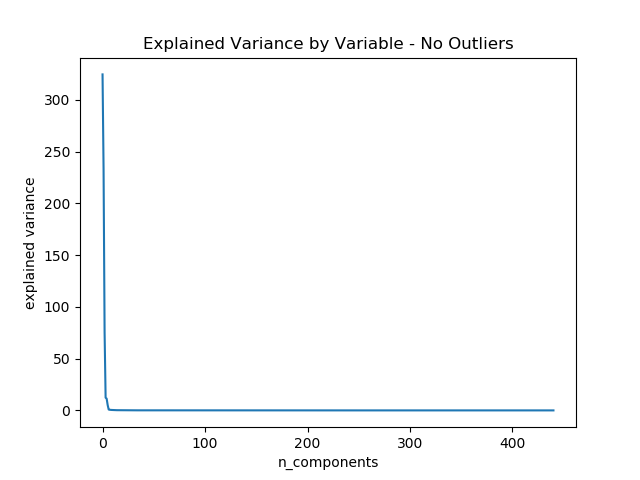 Explained Variance by Variable - No Outliers
300
250
200
150
100
50
0
explained variance
0 100 200 300 400
n_components